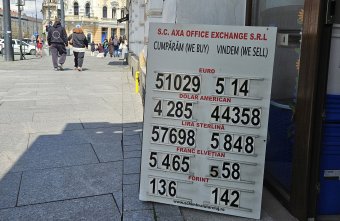 S.C. AXA OFFICE EXCHANGE S.R.L
CUMPĂRĂM (WE BUY) VINDEM (WE SELL)
EURO
51029 5 14
DOLAR AMERICAN
4 285 44358
LIRA STERLINĂ
57698 5 848
FRANC ELVEȚIAN
5 465 5 58
FORINT
136 142